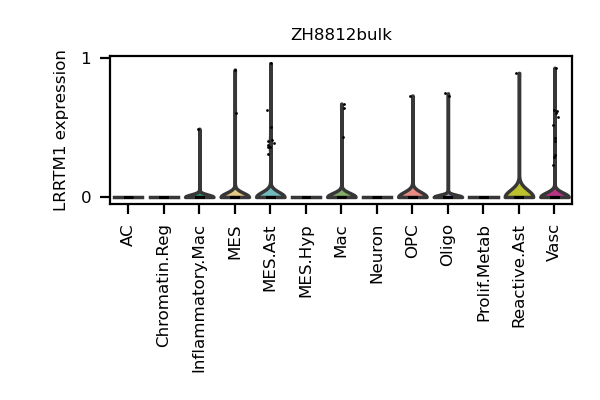 ZH8812bulk
LRRTM1 expression
1
0
AC
Chromatin.Reg
Inflammatory.Mac
MES
MES.Ast
MES.Hyp
Mac
Neuron
OPC
Oligo
Prolif.Metab
Reactive.Ast
Vasc